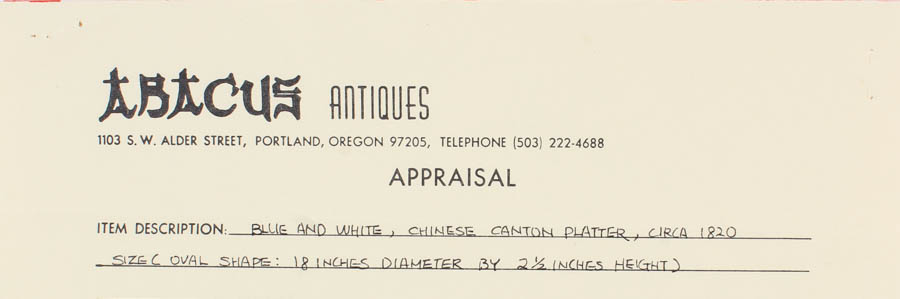 ABACUS ANTIQUES
1103 S. W. ALDER STREET, PORTLAND, OREGON 97205, TELEPHONE (503) 222-4688
APPRAISAL
ITEM DESCRIPTION: BLUE AND WHITE, CHINESE CANTON PLATTER, CIRCA 1820
SIZE ( OVAL SHAPE: 18 INCHES DIAMETER BY 2½ INCHES HEIGHT)